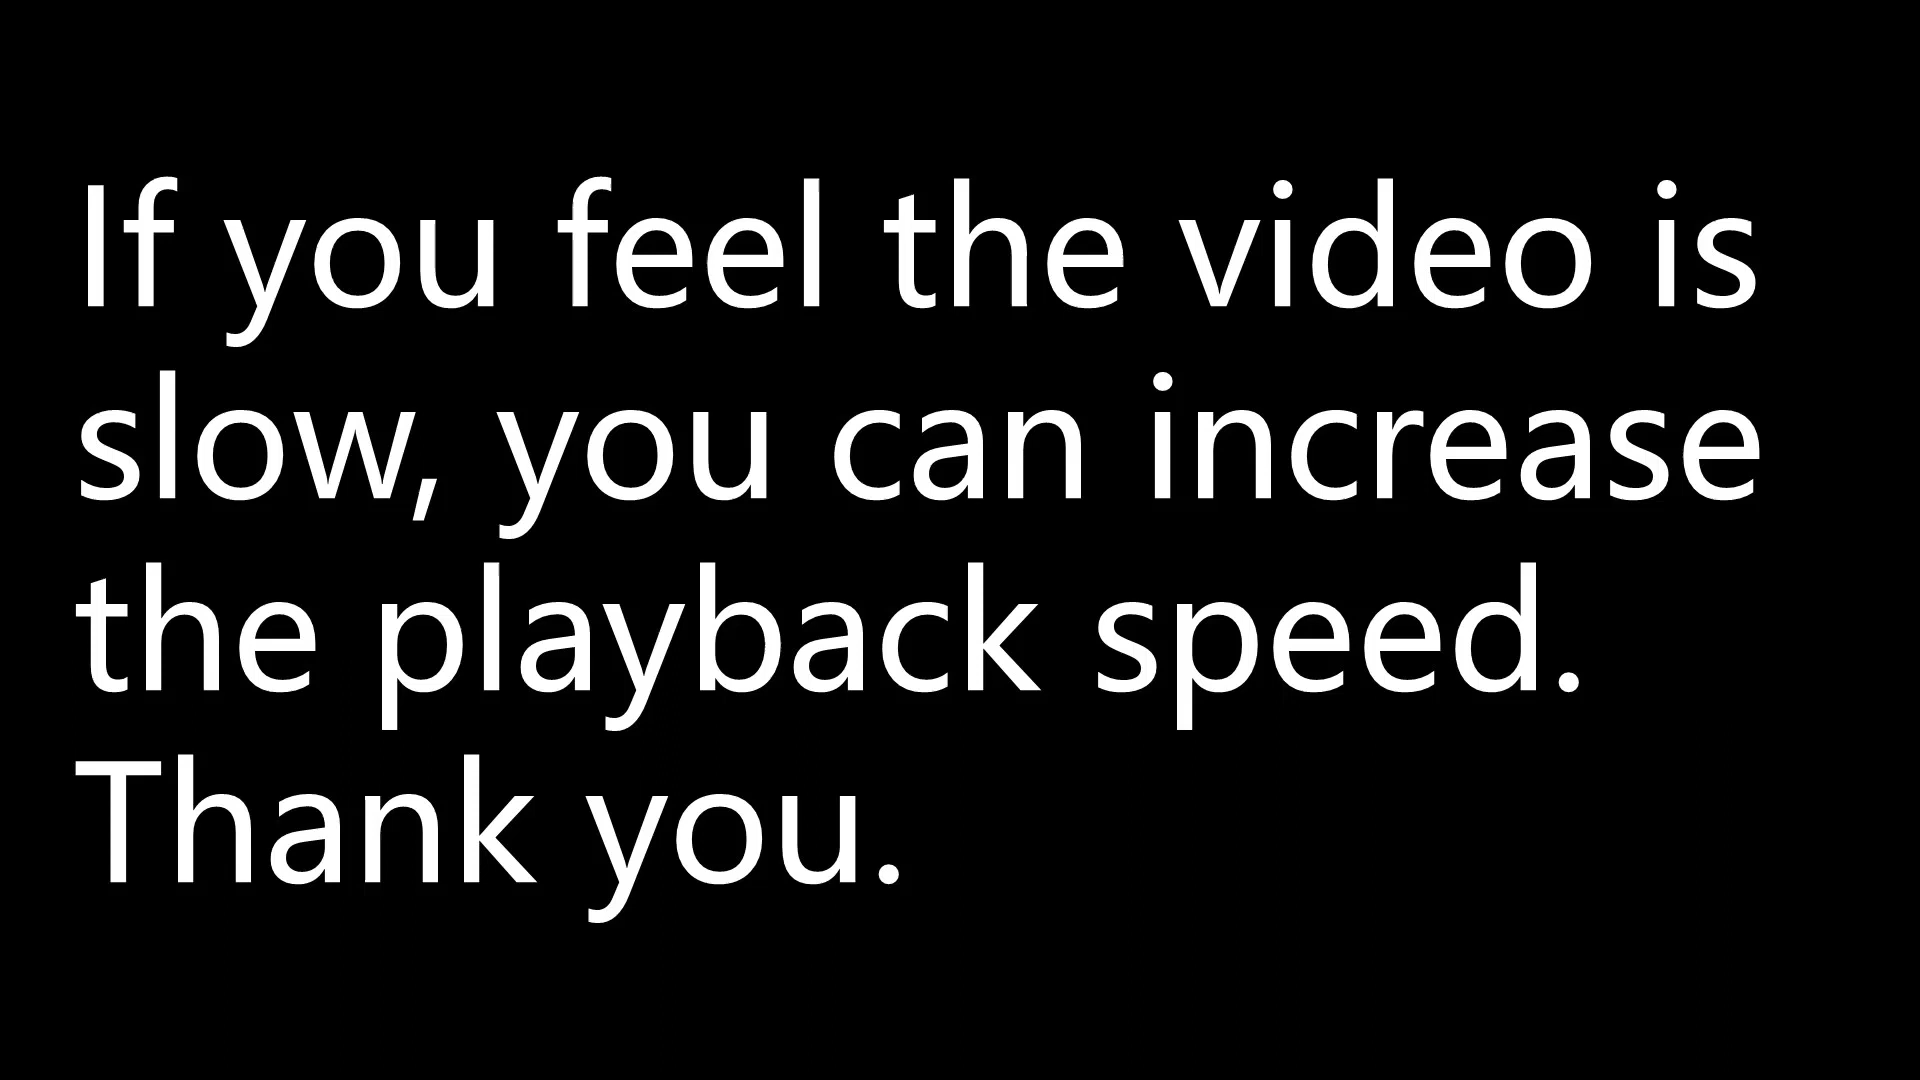 If you feel the video is
slow, you can increase
the playback speed.
Thank you.